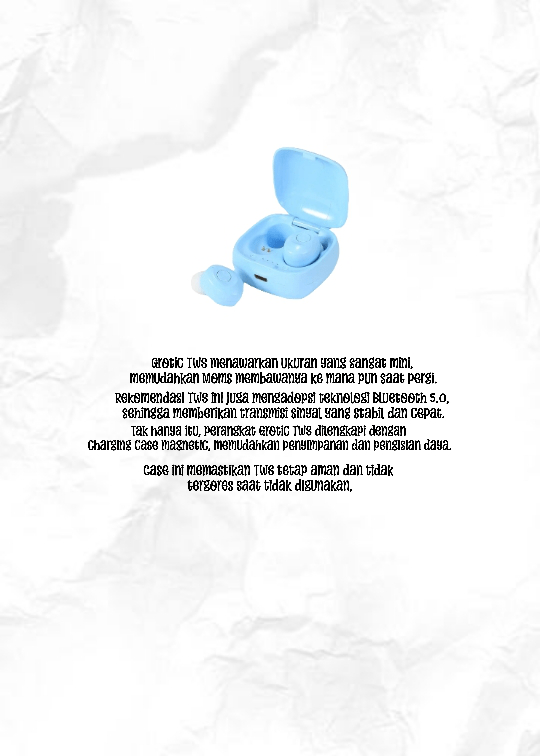 Grotic TWS menawarkan ukuran yang sangat mini,
memudahkan Moms membawanya ke mana pun saat pergi.
Rekomendasi TWS ini juga mengadopsi teknologi Bluetooth 5.0,
sehingga memberikan transmisi sinyal yang stabil dan cepat.
Tak hanya itu, perangkat Grotic TWS dilengkapi dengan
Charging Case magnetic, memudahkan penyimpanan dan pengisian daya.
Case ini memastikan TWS tetap aman dan tidak
tergores saat tidak digunakan.